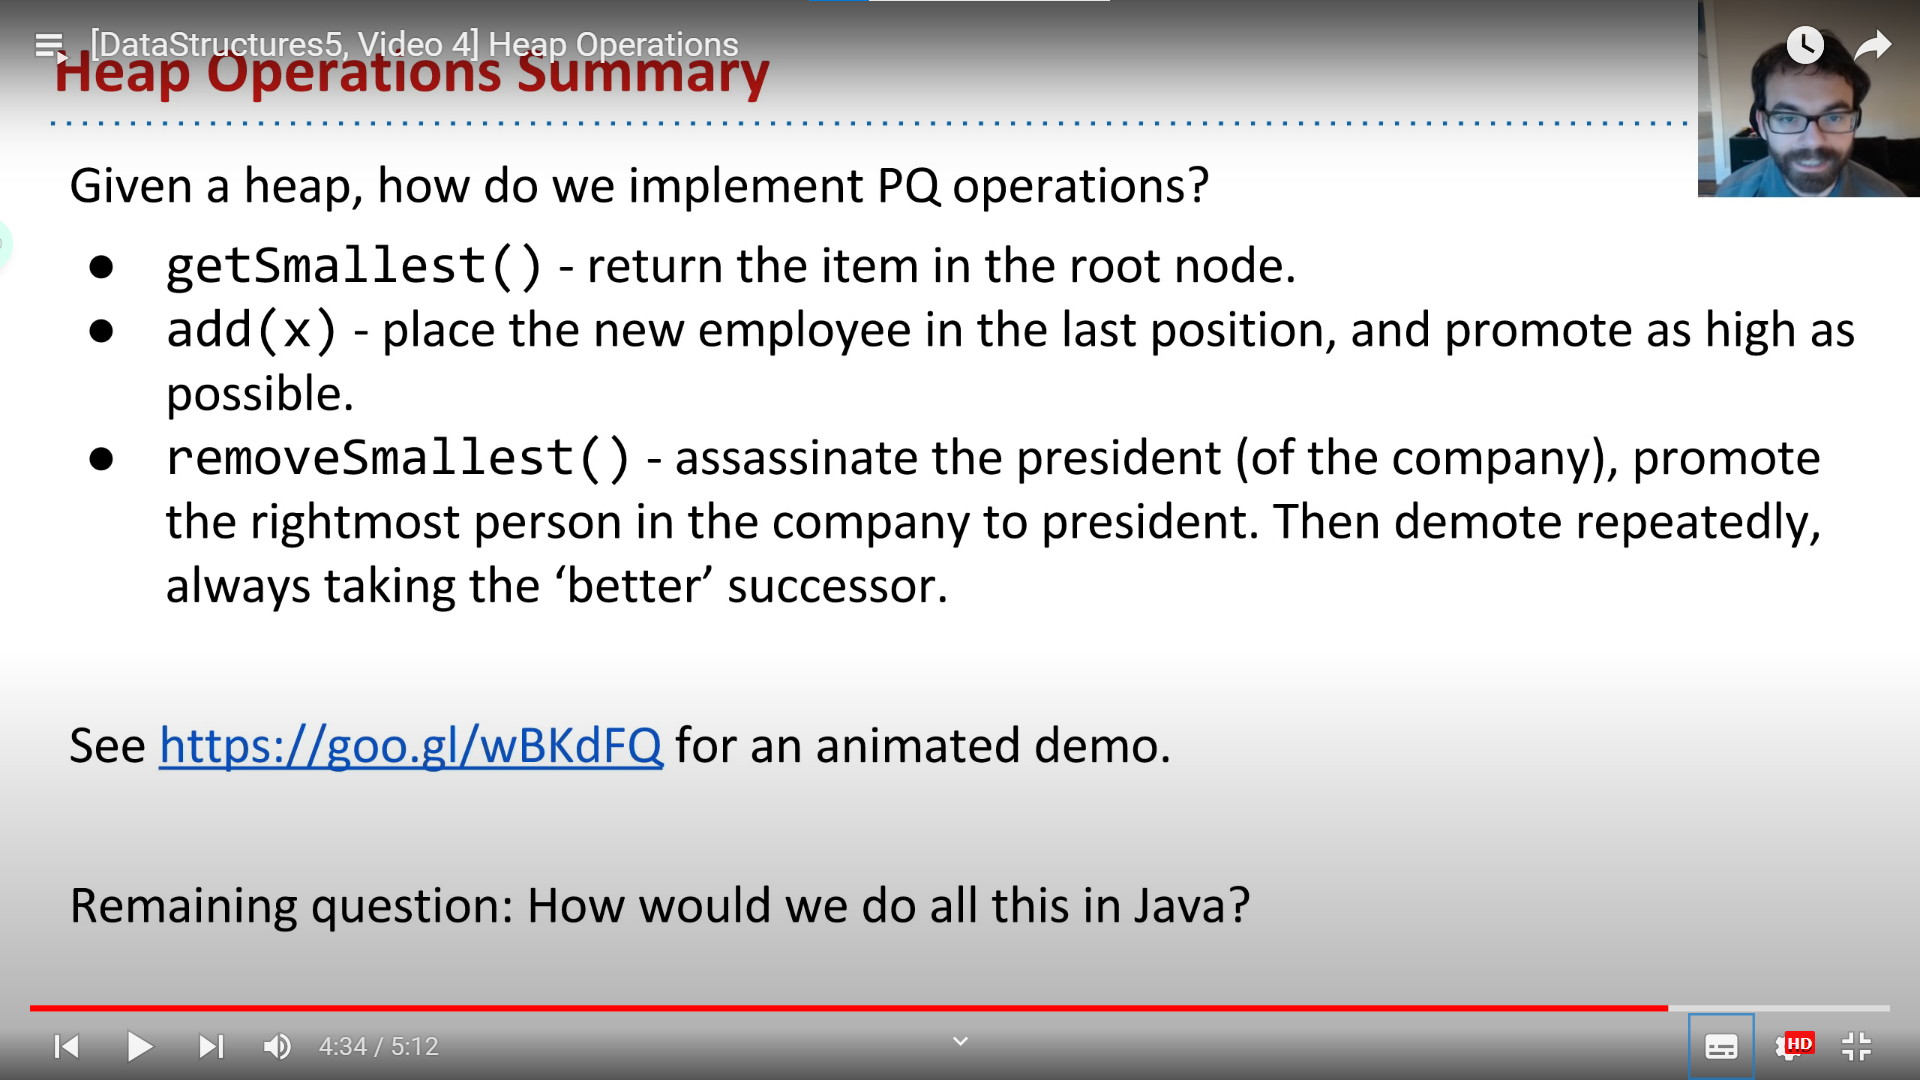 [DataStructures5, Video 4] Heap Operations
Heap Operations Summary
Given a heap, how do we implement PQ operations?
● getSmallest() - return the item in the root node.
● add(x) - place the new employee in the last position, and promote as high as
possible.
● removeSmallest() - assassinate the president (of the company), promote
the rightmost person in the company to president. Then demote repeatedly,
always taking the ‘better’ successor.
See https://goo.gl/wBKdFQ for an animated demo.
Remaining question: How would we do all this in Java?
4:34 / 5:12
HD